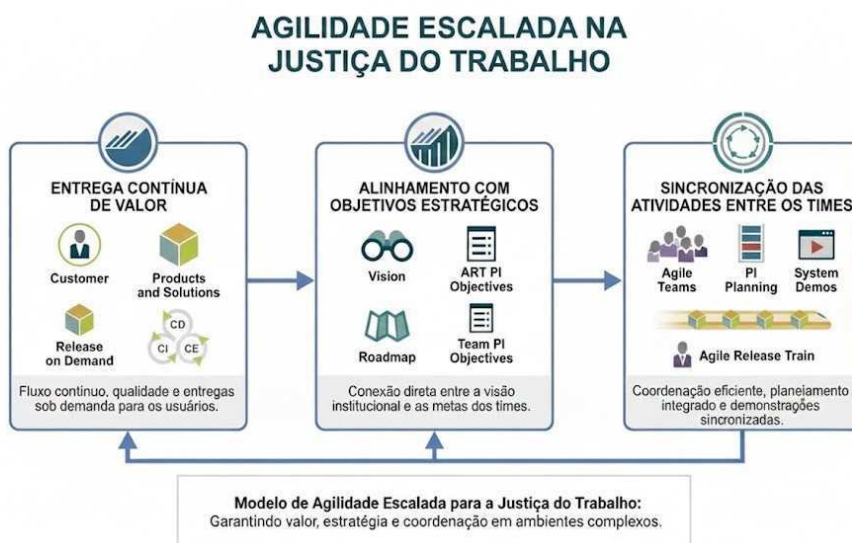 AGILIDADE ESCALADA NA
JUSTIÇA DO TRABALHO
ENTREGA CONTÍNUA
DE VALOR
Customer
Products
and Solutions
Release
on Demand
CD
CI
CE
Fluxo contínuo, qualidade e entregas
sob demanda para os usuários.
ALINHAMENTO COM
OBJETIVOS ESTRATÉGICOS
Vision
ART PI
Objectives
Roadmap
Team PI
Objectives
Conexão direta entre a visão
institucional e as metas dos times.
SINCRONIZAÇÃO DAS
ATIVIDADES ENTRE OS TIMES
Agile
Teams
PI
Planning
System
Demos
Agile Release Train
Coordenação eficiente, planejamento
integrado e demonstrações
sincronizadas.
Modelo de Agilidade Escalada para a Justiça do Trabalho:
Garantindo valor, estratégia e coordenação em ambientes complexos.